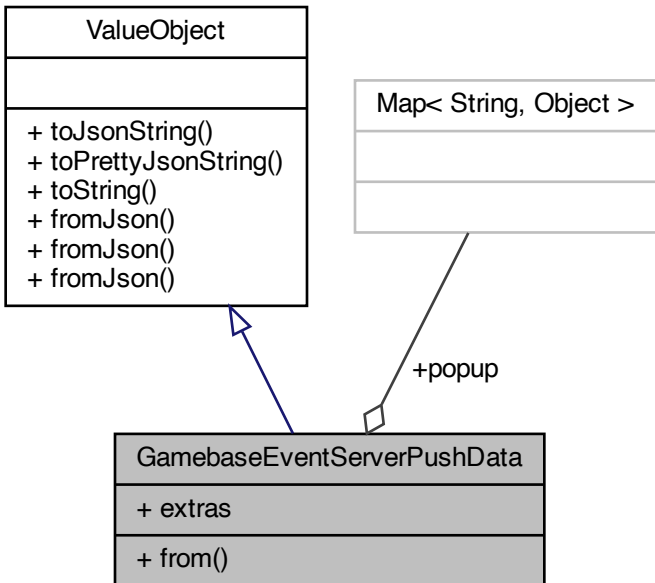 ValueObject
+ toJsonString()
+ toPrettyJsonString()
+ toString()
+ fromJson()
+ fromJson()
+ fromJson()
Map< String, Object >
+popup
GamebaseEventServerPushData
+ extras
+ from()